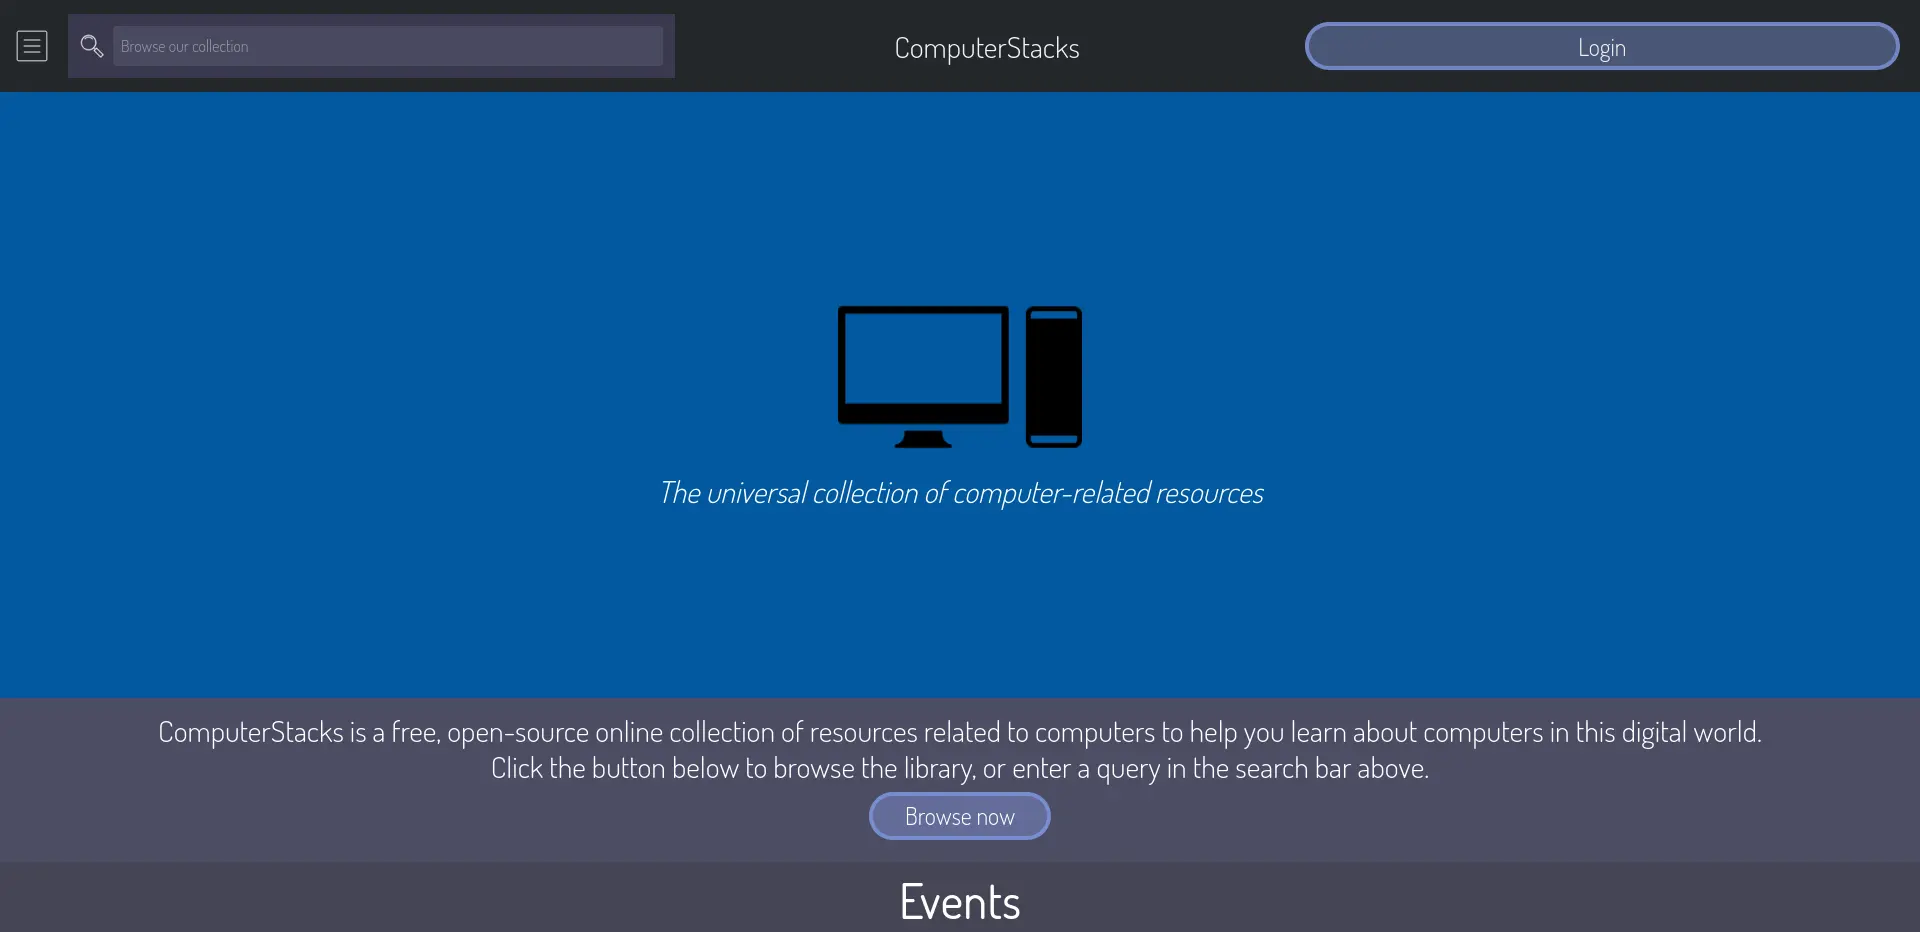 Browse our collection
ComputerStacks
Login
The universal collection of computer-related resources
ComputerStacks is a free, open-source online collection of resources related to computers to help you learn about computers in this digital world.
Click the button below to browse the library, or enter a query in the search bar above.
Browse now
Events